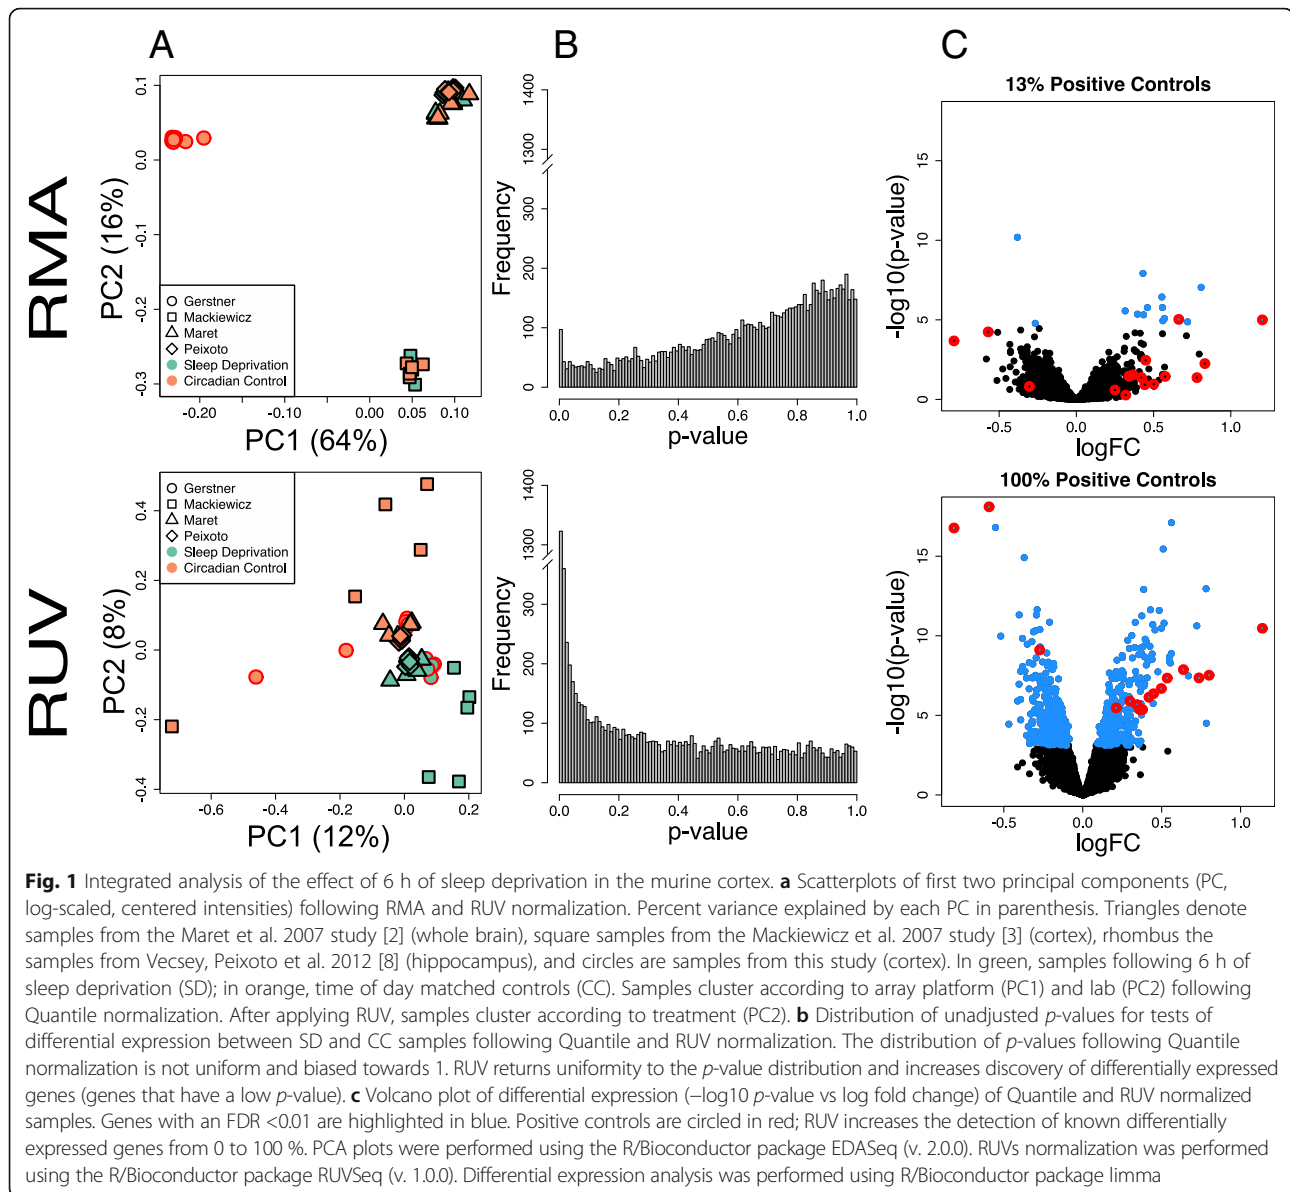 A
B
C
RMA
PC2 (16%)
0.1
0.0
-0.1
-0.2
-0.3
Gerstner
Mackiewicz
Maret
Peixoto
Sleep Deprivation
Circadian Control
-0.20
-0.10
0.00
0.05
0.10
PC1 (64%)
Frequency
1400
1300
300
200
100
0
0.0
0.2
0.4
0.6
0.8
1.0
p-value
13% Positive Controls
-log10(p-value)
15
10
5
0
-0.5
0.0
0.5
1.0
logFC
RUV
PC2 (8%)
0.4
0.2
0.0
-0.2
-0.4
Gerstner
Mackiewicz
Maret
Peixoto
Sleep Deprivation
Circadian Control
-0.6
-0.4
-0.2
0.0
0.2
PC1 (12%)
Frequency
1400
1300
300
200
100
0
0.0
0.2
0.4
0.6
0.8
1.0
p-value
100% Positive Controls
-log10(p-value)
15
10
5
0
-0.5
0.0
0.5
1.0
logFC
Fig. 1 Integrated analysis of the effect of 6 h of sleep deprivation in the murine cortex. a Scatterplots of first two principal components (PC,
log-scaled, centered intensities) following RMA and RUV normalization. Percent variance explained by each PC in parenthesis. Triangles denote
samples from the Maret et al. 2007 study [2] (whole brain), square samples from the Mackiewicz et al. 2007 study [3] (cortex), rhombus the
samples from Vecsey, Peixoto et al. 2012 [8] (hippocampus), and circles are samples from this study (cortex). In green, samples following 6 h of
sleep deprivation (SD); in orange, time of day matched controls (CC). Samples cluster according to array platform (PC1) and lab (PC2) following
Quantile normalization. After applying RUV, samples cluster according to treatment (PC2). b Distribution of unadjusted p-values for tests of
differential expression between SD and CC samples following Quantile and RUV normalization. The distribution of p-values following Quantile
normalization is not uniform and biased towards 1. RUV returns uniformity to the p-value distribution and increases discovery of differentially expressed
genes (genes that have a low p-value). c Volcano plot of differential expression (−log10 p-value vs log fold change) of Quantile and RUV normalized
samples. Genes with an FDR <0.01 are highlighted in blue. Positive controls are circled in red; RUV increases the detection of known differentially
expressed genes from 0 to 100 %. PCA plots were performed using the R/Bioconductor package EDASeq (v. 2.0.0). RUVs normalization was performed
using the R/Bioconductor package RUVSeq (v. 1.0.0). Differential expression analysis was performed using R/Bioconductor package limma